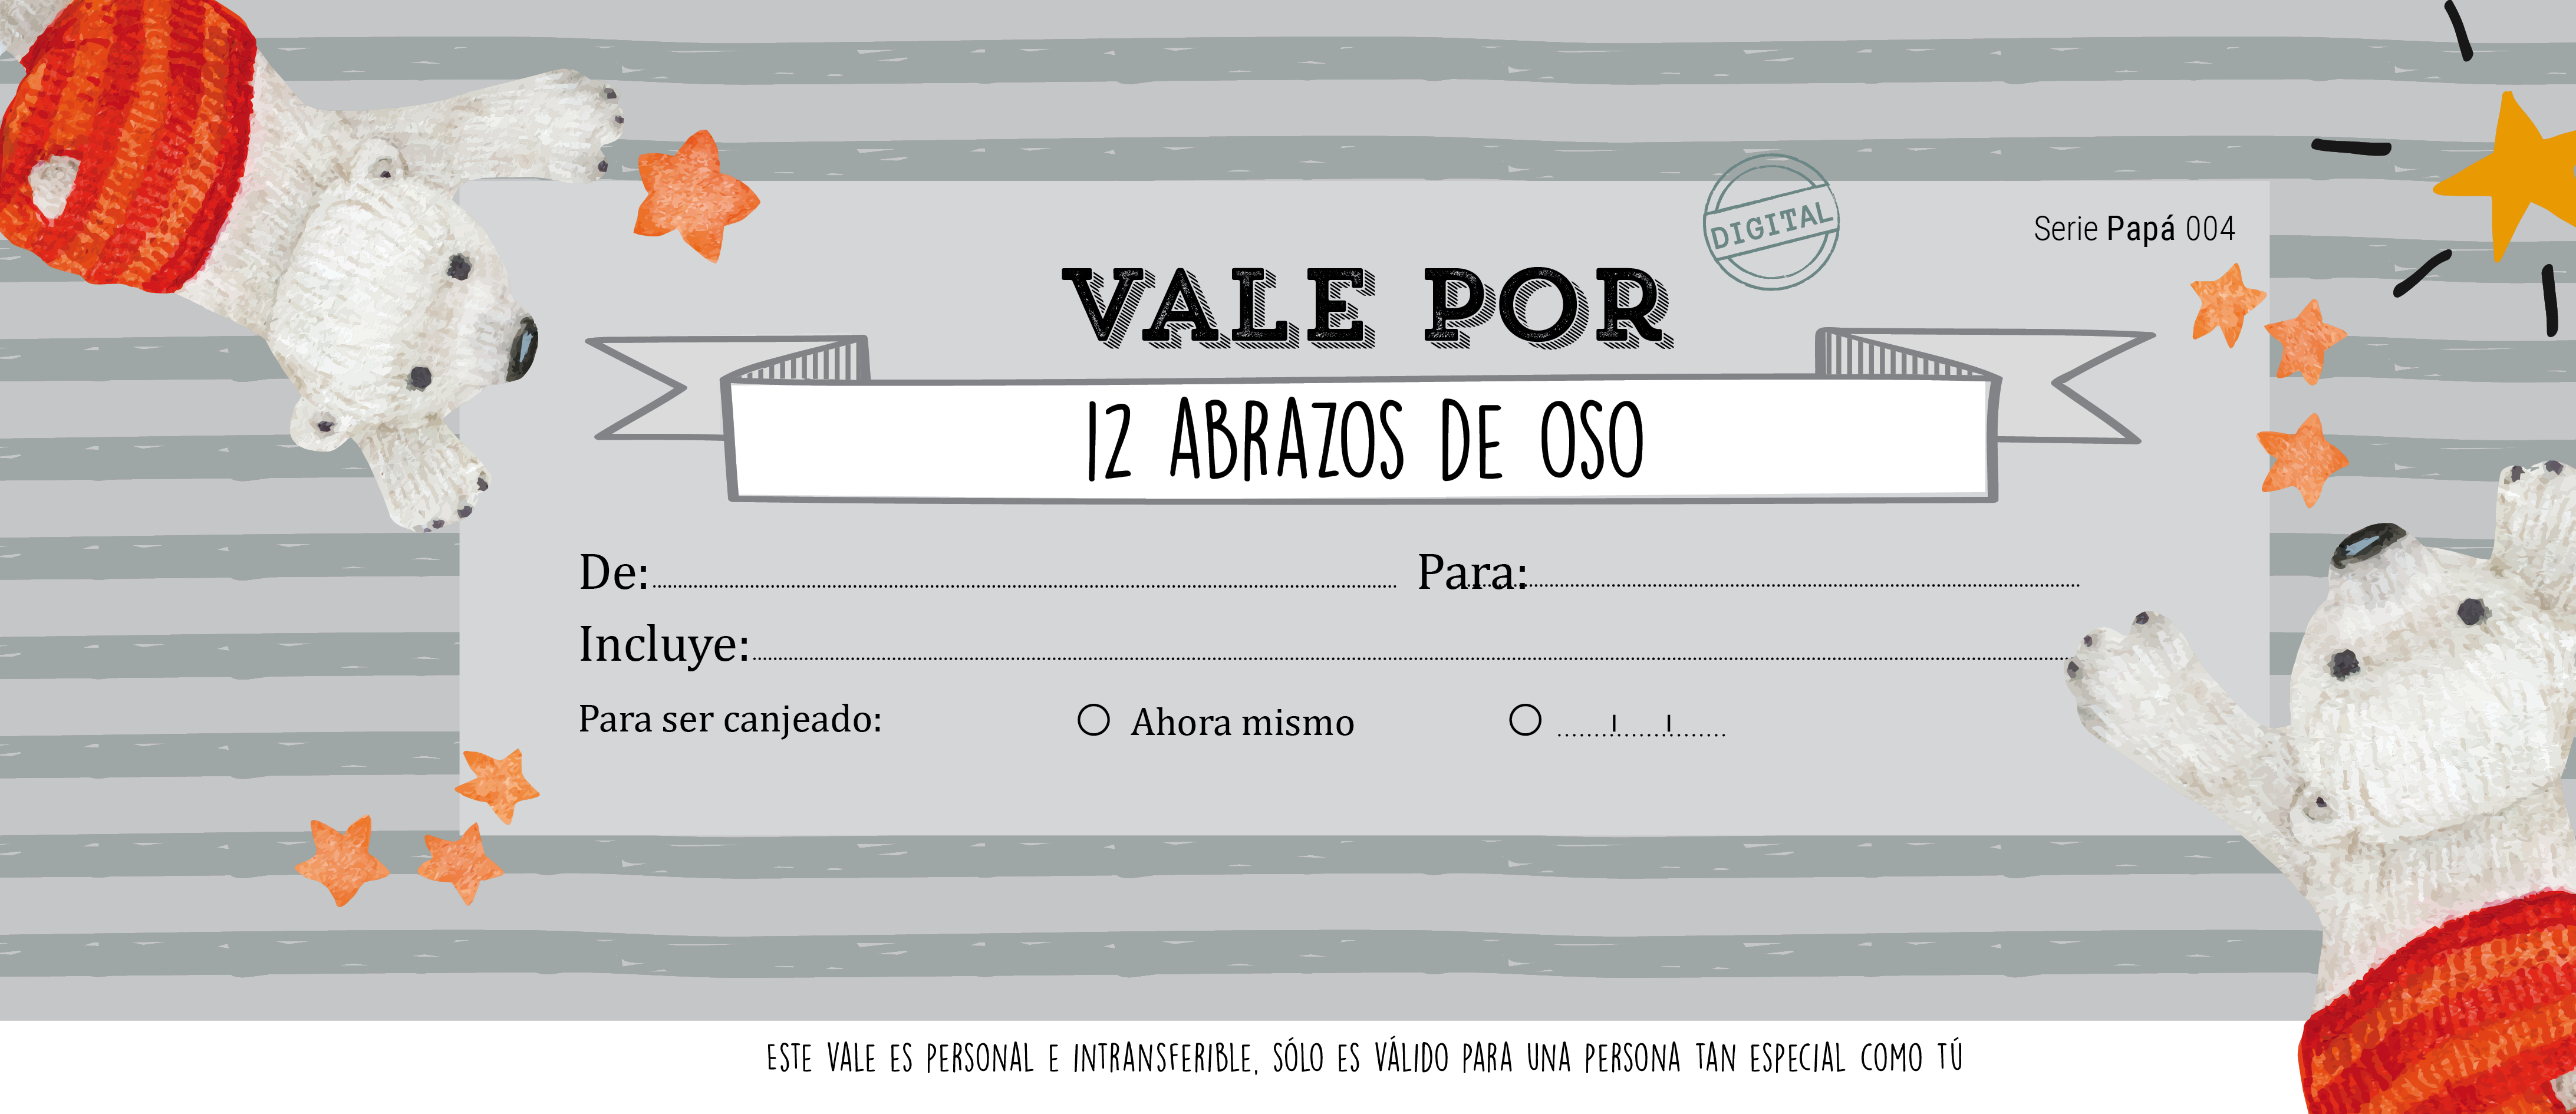 DIGITAL
Serie Papá 004
VALE POR
12 ABRAZOS DE OSO
De: Para:
Incluye:
Para ser canjeado: Ahora mismo
ESTE VALE ES PERSONAL E INTRANSFERIBLE, SÓLO ES VÁLIDO PARA UNA PERSONA TAN ESPECIAL COMO TÚ